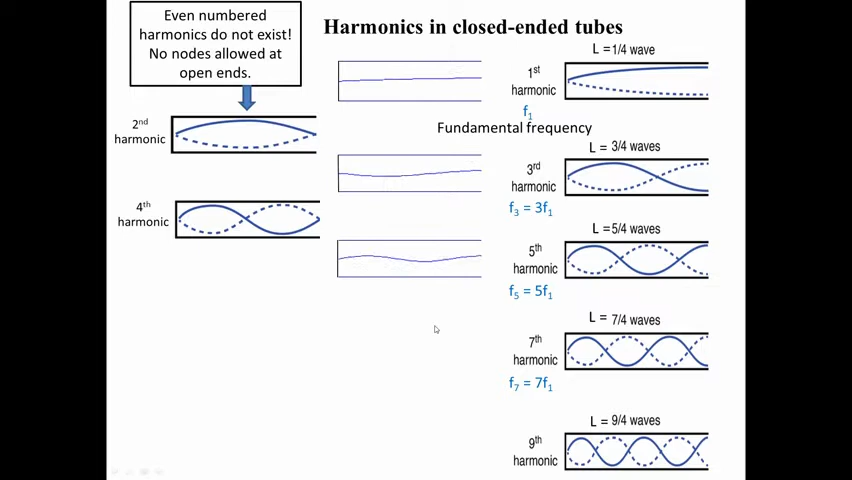 Even numbered
harmonics do not exist!
No nodes allowed at
open ends.
Harmonics in closed-ended tubes
L =1/4 wave
1st
harmonic
f1
Fundamental frequency
2nd
harmonic
L = 3/4 waves
3rd
harmonic
f3 = 3f1
4th
harmonic
L =5/4 waves
5th
harmonic
f5 = 5f1
L = 7/4 waves
7th
harmonic
f7 = 7f1
L = 9/4 waves
9th
harmonic